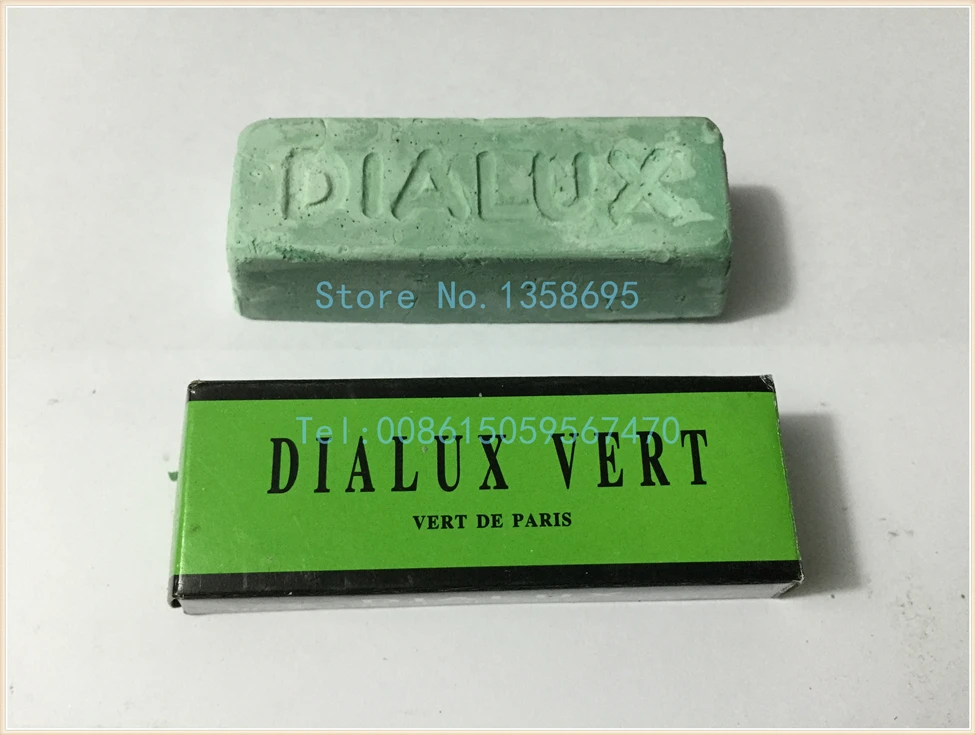 DIALUX
Store No.1358695
Tel:008615059567470
DIALUX VERT
VERT DE PARIS